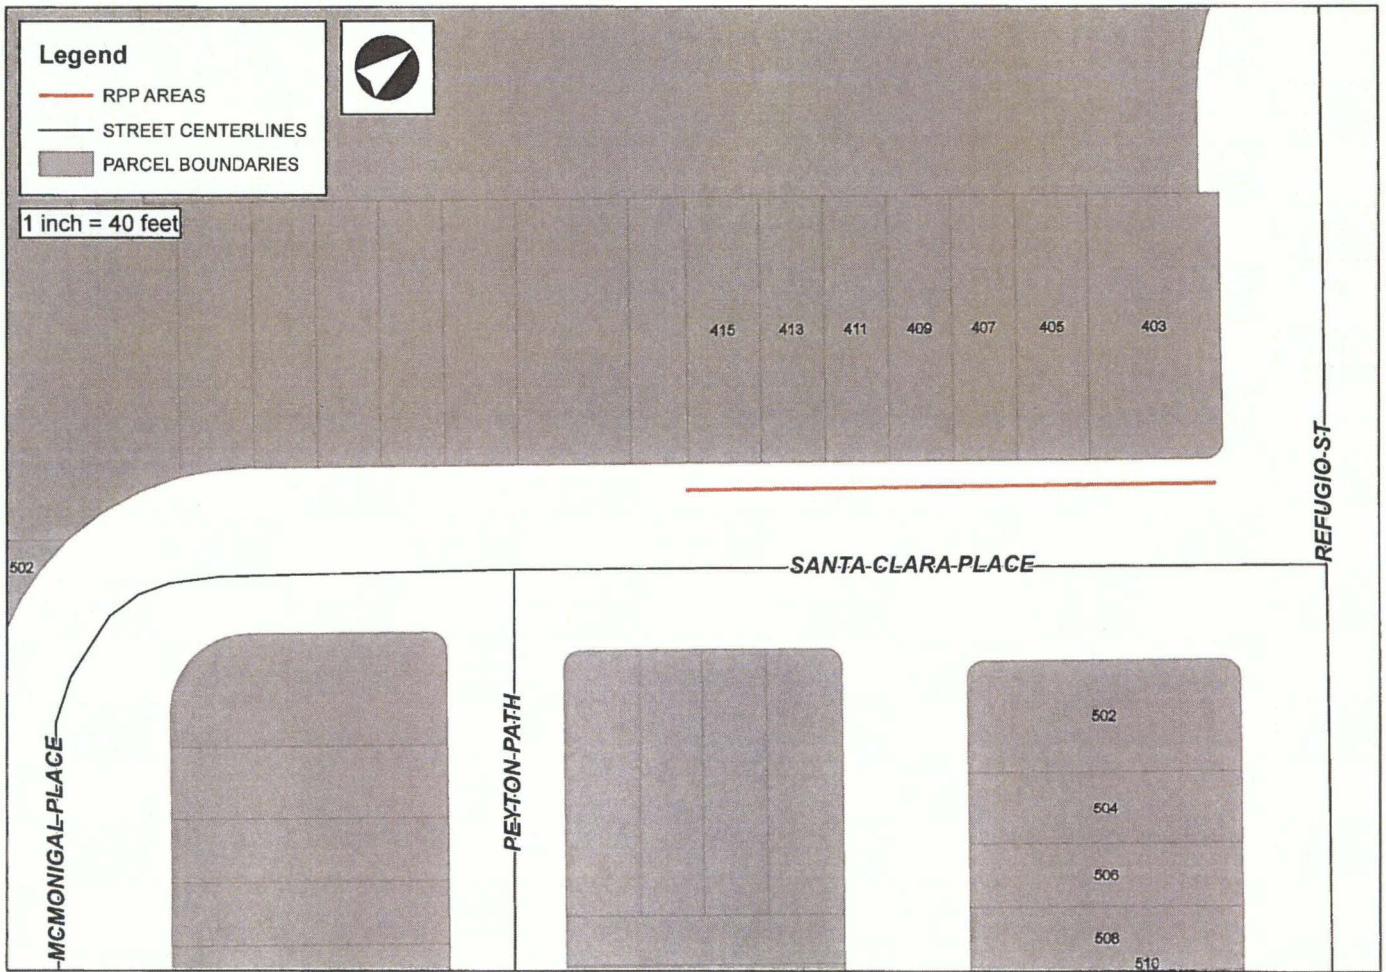 Legend
RPP AREAS
STREET CENTERLINES
PARCEL BOUNDARIES
1 inch = 40 feet
415 413 411 409 407 405 403
REFUGIO ST
502
SANTA CLARA PLACE
MCMONIGAL PLACE
PEYTON PATH
502
504
506
508
510